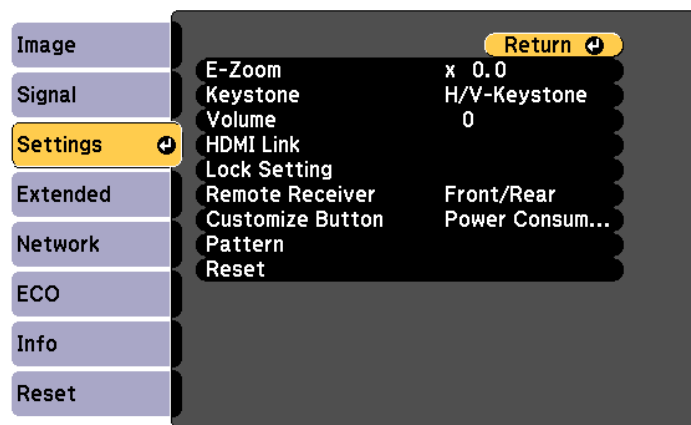 Image
Signal
Settings
Extended
Network
ECO
Info
Reset
Return
E-Zoom x 0.0
Keystone H/V-Keystone
Volume 0
HDMI Link
Lock Setting
Remote Receiver Front/Rear
Customize Button Power Consum...
Pattern
Reset